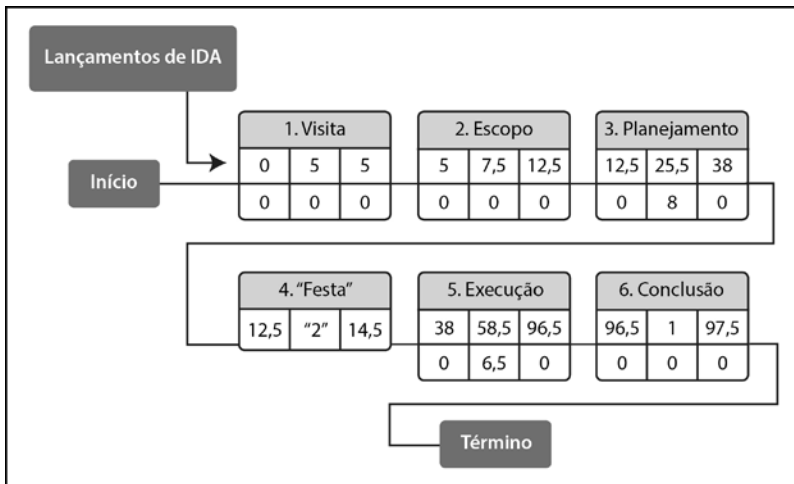 Lançamentos de IDA
1. Visita
2. Escopo
3. Planejamento
0 5 5
5 7,5 12,5
12,5 25,5 38
Início
0 0 0
0 0 0
0 8 0
4. “Festa”
5. Execução
6. Conclusão
12,5 “2” 14,5
38 58,5 96,5
96,5 1 97,5
0 6,5 0
0 0 0
Término